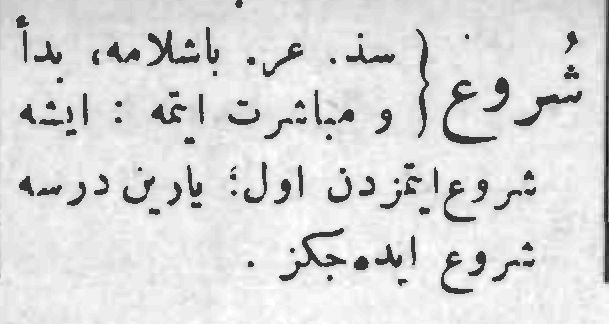 شُروع { سذ. عر. باشلامه، بدأ
و مباشرت ایتمه : ایشه
شروع ایتمزدن اول؛ یارین درسه
شروع ایده جکز .